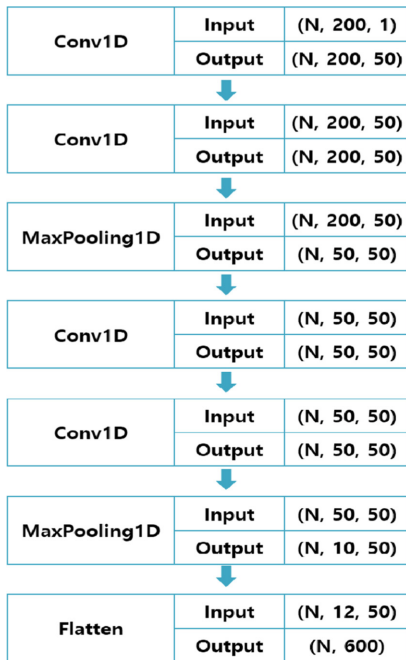 Conv1D Input (N, 200, 1)
Output (N, 200, 50)
Conv1D Input (N, 200, 50)
Output (N, 200, 50)
MaxPooling1D Input (N, 200, 50)
Output (N, 50, 50)
Conv1D Input (N, 50, 50)
Output (N, 50, 50)
Conv1D Input (N, 50, 50)
Output (N, 50, 50)
MaxPooling1D Input (N, 50, 50)
Output (N, 10, 50)
Flatten Input (N, 12, 50)
Output (N, 600)